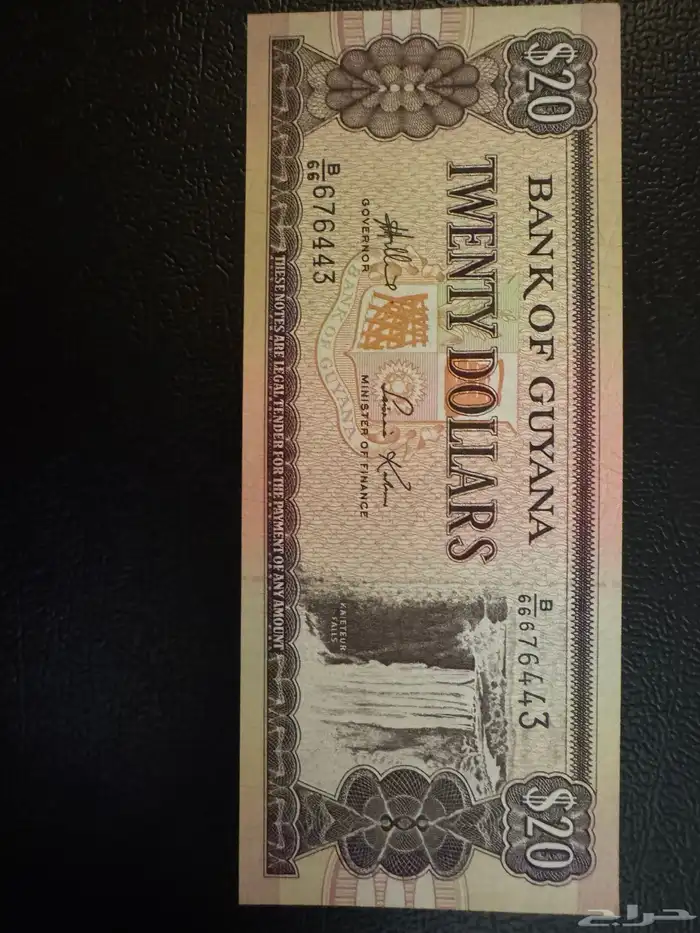 $20
$20
BANK OF GUYANA
B/66 676443
TWENTY DOLLARS
GOVERNOR
MINISTER OF FINANCE
BANK OF GUYANA
KAIETEUR
FALLS
B/66 676443
THESE NOTES ARE LEGAL TENDER FOR THE PAYMENT OF ANY AMOUNT
حراج